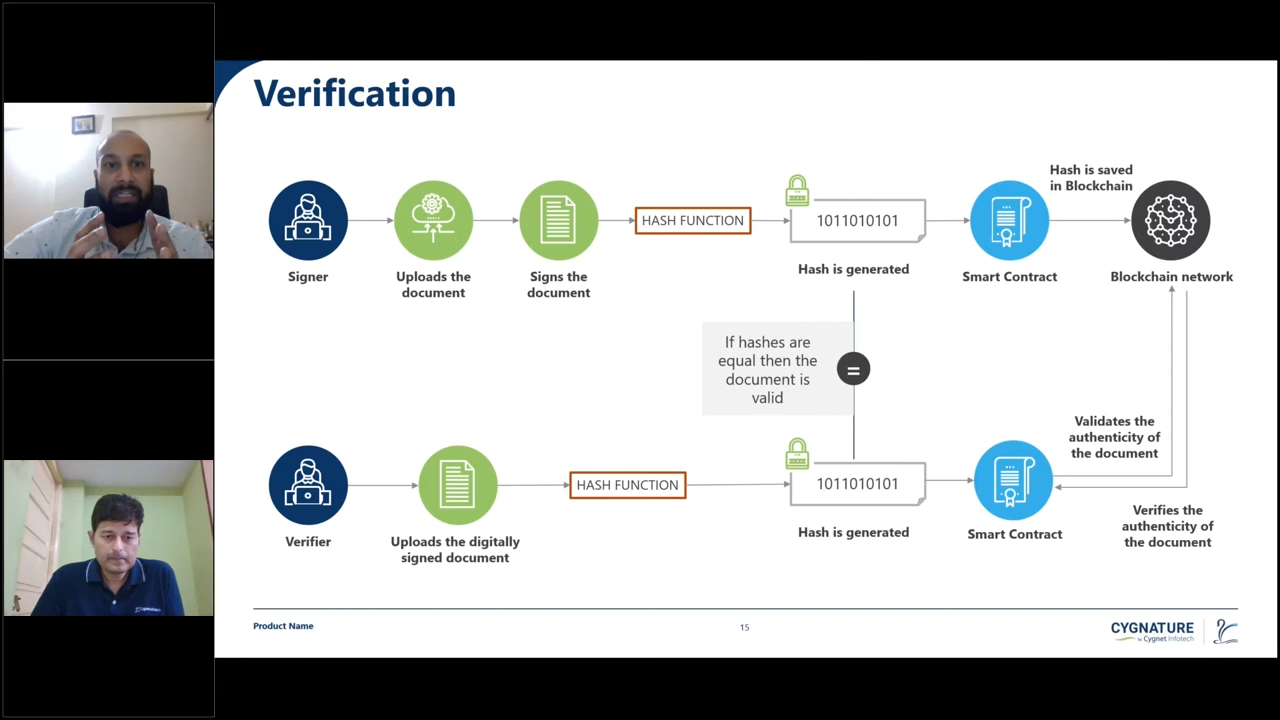 Verification
Hash is saved
in Blockchain
HASH FUNCTION
1011010101
Signer
Uploads the
document
Signs the
document
Hash is generated
Smart Contract
Blockchain network
If hashes are
equal then the
document is
valid
=
Validates the
authenticity of
the document
HASH FUNCTION
1011010101
Verifier
Uploads the digitally
signed document
Hash is generated
Smart Contract
Verifies the
authenticity of
the document
Product Name
15
CYGNATURE
by Cygnet Infotech